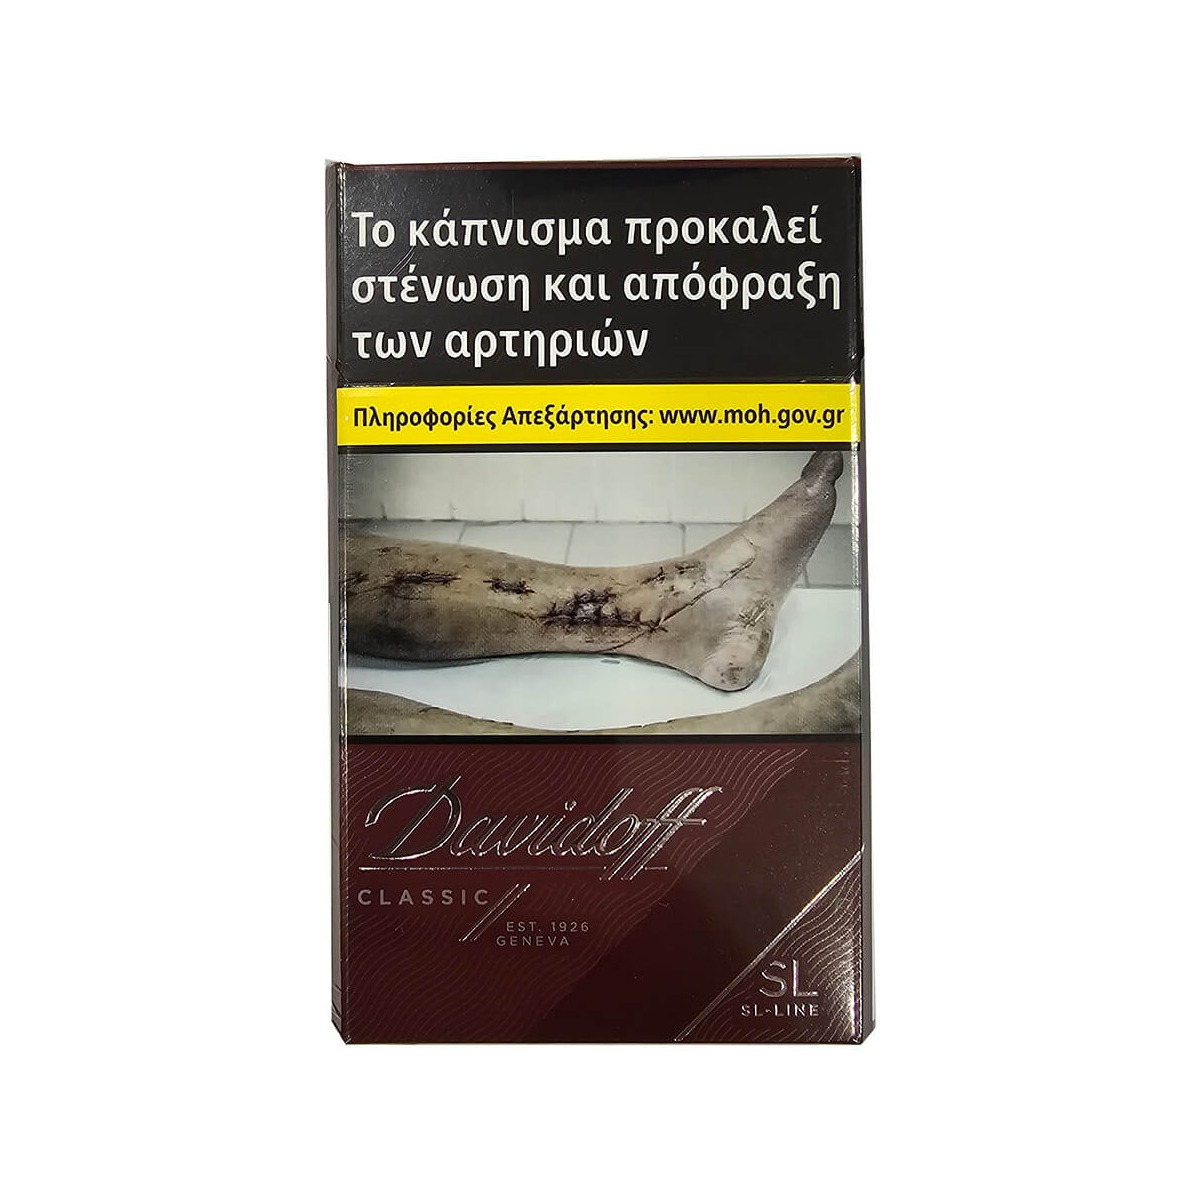 Το κάπνισμα προκαλεί
στένωση και απόφραξη
των αρτηριών
Πληροφορίες Απεξάρτησης: www.moh.gov.gr
Davidoff
CLASSIC
EST. 1926
GENEVA
SL
SL-LINE